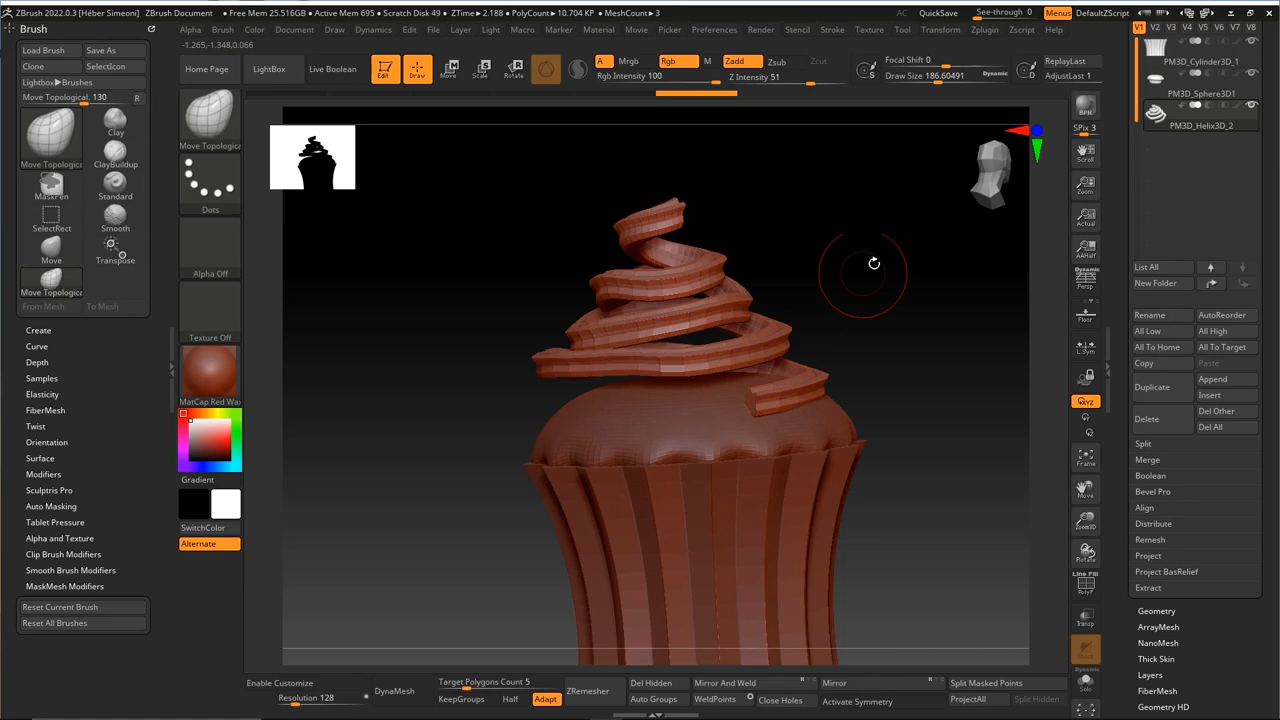 ZBrush 2022.0.3 [Héber Simeoni] ZBrush Document • Free Mem 25.516GB • Active Mem 695 • Scratch Disk 49 • ZTime▸2.188 • PolyCount▸10.704 KP • MeshCount▸3
AC QuickSave See-through 0 Menus DefaultZScript
Brush
Alpha Brush Color Document Draw Dynamics Edit File Layer Light Macro Marker Material Movie Picker Preferences Render Stencil Stroke Texture Tool Transform Zplugin Zscript Help
-1.265,-1.348,0.066
Load Brush Save As
Clone SelectIcon
Lightbox▸Brushes
Move Topological. 130 R
Move Topologica
Clay
ClayBuildup
MaskPen
Standard
SelectRect
Smooth
Move
Transpose
Move Topologica
From Mesh To Mesh
Create
Curve
Depth
Samples
Elasticity
FiberMesh
Twist
Orientation
Surface
Modifiers
Sculptris Pro
Auto Masking
Tablet Pressure
Alpha and Texture
Clip Brush Modifiers
Smooth Brush Modifiers
MaskMesh Modifiers
Reset Current Brush
Reset All Brushes
Home Page LightBox Live Boolean
Edit Draw Move Scale Rotate
A Mrgb Rgb M Zadd Zsub Zcut
Rgb Intensity 100 Z Intensity 51
S
Focal Shift 0
Draw Size 186.60491 Dynamic
D
ReplayLast
AdjustLast 1
Move Topologica
Dots
Alpha Off
Texture Off
MatCap Red Wax
Gradient
SwitchColor
Alternate
BPR
SPix 3
Scroll
Zoom
Actual
AAHalf
Dynamic
Persp
Floor
L.Sym
XYZ
Frame
Move
Zoom3D
Rotate
Line Fill
PolyF
Transp
Dynamic
Solo
V1 V2 V3 V4 V5 V6 V7 V8
PM3D_Cylinder3D_1
PM3D_Sphere3D1
PM3D_Helix3D_2
List All
New Folder
Rename AutoReorder
All Low All High
All To Home All To Target
Copy Paste
Duplicate
Append
Insert
Delete
Del Other
Del All
Split
Merge
Boolean
Bevel Pro
Align
Distribute
Remesh
Project
Project BasRelief
Extract
Geometry
ArrayMesh
NanoMesh
Thick Skin
Layers
FiberMesh
Geometry HD
Enable Customize
Resolution 128
DynaMesh
Target Polygons Count 5
KeepGroups Half Adapt
ZRemesher
Del Hidden Mirror And Weld Mirror Split Masked Points
Auto Groups WeldPoints Close Holes Activate Symmetry ProjectAll Split Hidden